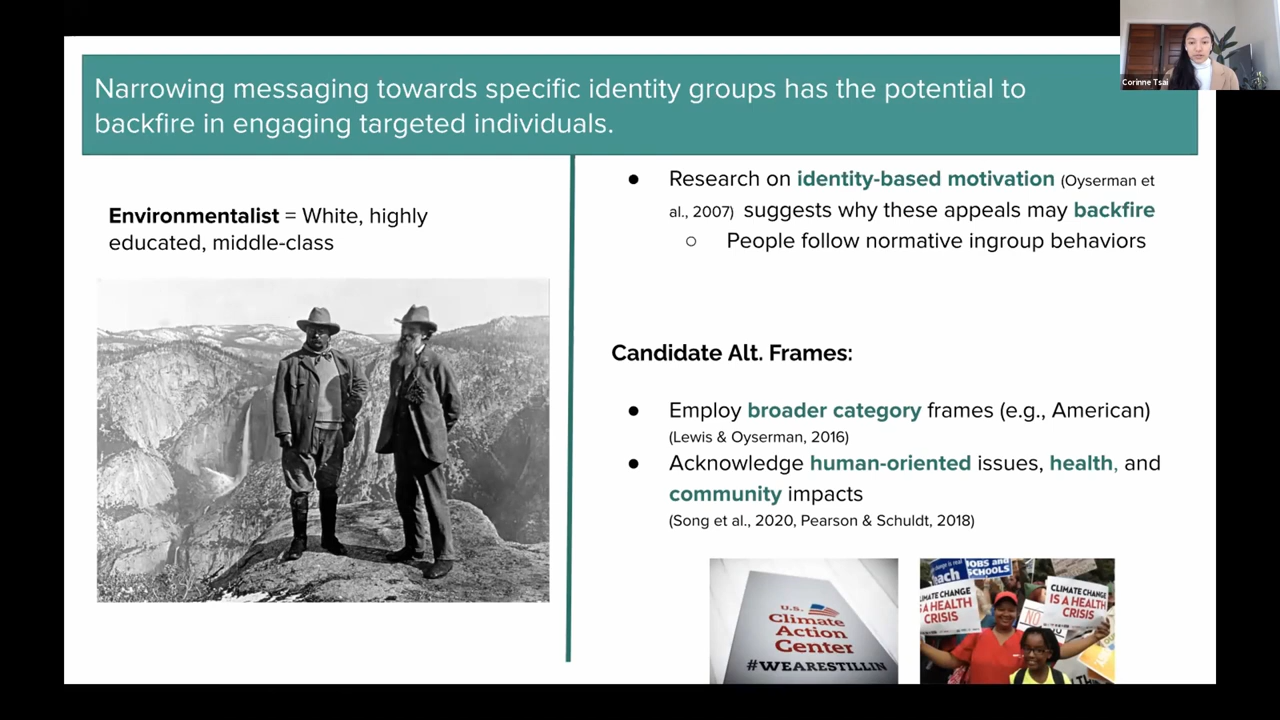 Narrowing messaging towards specific identity groups has the potential to
backfire in engaging targeted individuals.
Corinne Tsai
Environmentalist = White, highly
educated, middle-class
● Research on identity-based motivation (Oyserman et
al., 2007) suggests why these appeals may backfire
○ People follow normative ingroup behaviors
Candidate Alt. Frames:
● Employ broader category frames (e.g., American)
(Lewis & Oyserman, 2016)
● Acknowledge human-oriented issues, health, and
community impacts
(Song et al., 2020, Pearson & Schuldt, 2018)
U.S.
Climate
Action
Center
#WEARESTILLIN
JOBS AND
SCHOOLS
CLIMATE CHANGE
IS A HEALTH
CRISIS
CLIMATE CHANGE
IS A HEALTH
CRISIS
NO